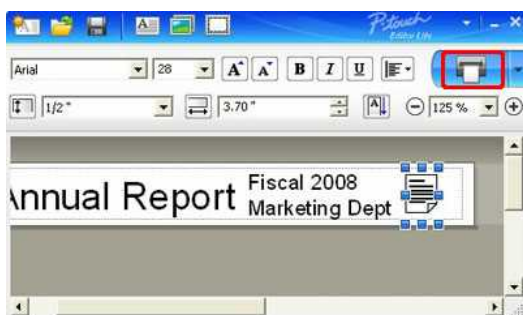 P-touch
Editor Lite
Arial 28 A A B I U
1/2" 3.70" A 125 %
Annual Report
Fiscal 2008
Marketing Dept